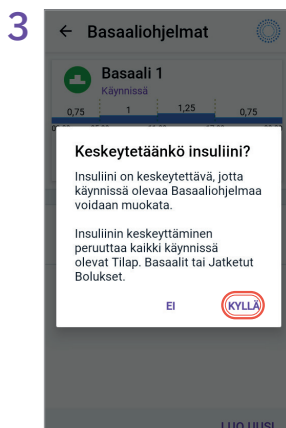 3
Basaaliohjelmat
Basaali 1
Käynnissä
0,75 1 1,25 0,75
Keskeytetäänkö insuliini?
Insuliini on keskeytettävä, jotta
käynnissä olevaa Basaaliohjelmaa
voidaan muokata.
Insuliinin keskeyttäminen
peruuttaa kaikki käynnissä
olevat Tilap. Basaalit tai Jatketut
Bolukset.
EI KYLLÄ
LUO UUSI